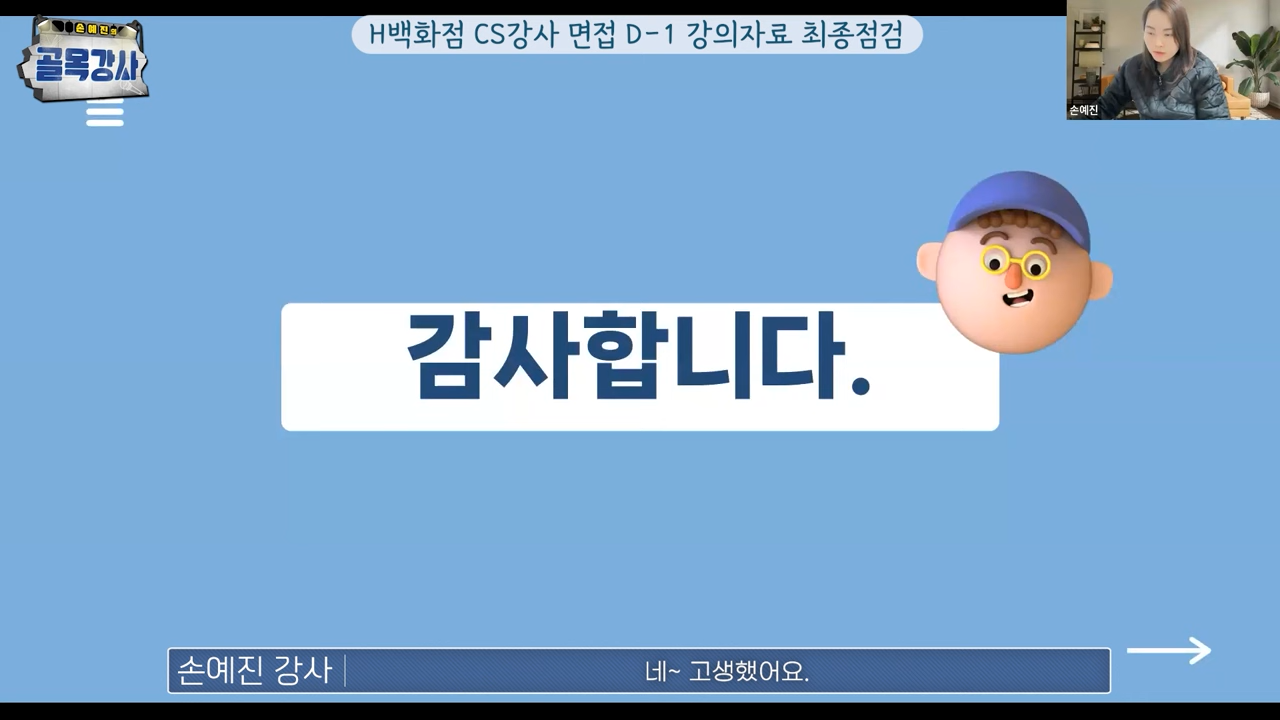 손예진의
골목강사
H백화점 CS강사 면접 D-1 강의자료 최종점검
손예진
감사합니다.
손예진 강사
네~ 고생했어요.